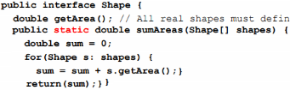 public interface Shape {
double getArea(); // All real shapes must defin
public static double sumAreas(Shape[] shapes) {
double sum = 0;
for(Shape s: shapes) {
sum = sum + s.getArea();}
return(sum);}}